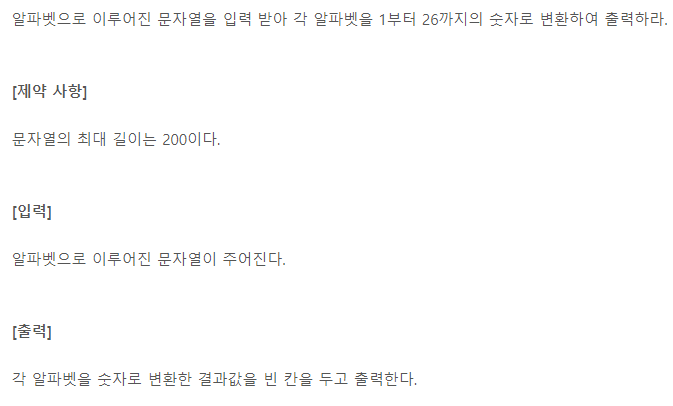 알파벳으로 이루어진 문자열을 입력 받아 각 알파벳을 1부터 26까지의 숫자로 변환하여 출력하라.
[제약 사항]
문자열의 최대 길이는 200이다.
[입력]
알파벳으로 이루어진 문자열이 주어진다.
[출력]
각 알파벳을 숫자로 변환한 결과값을 빈 칸을 두고 출력한다.